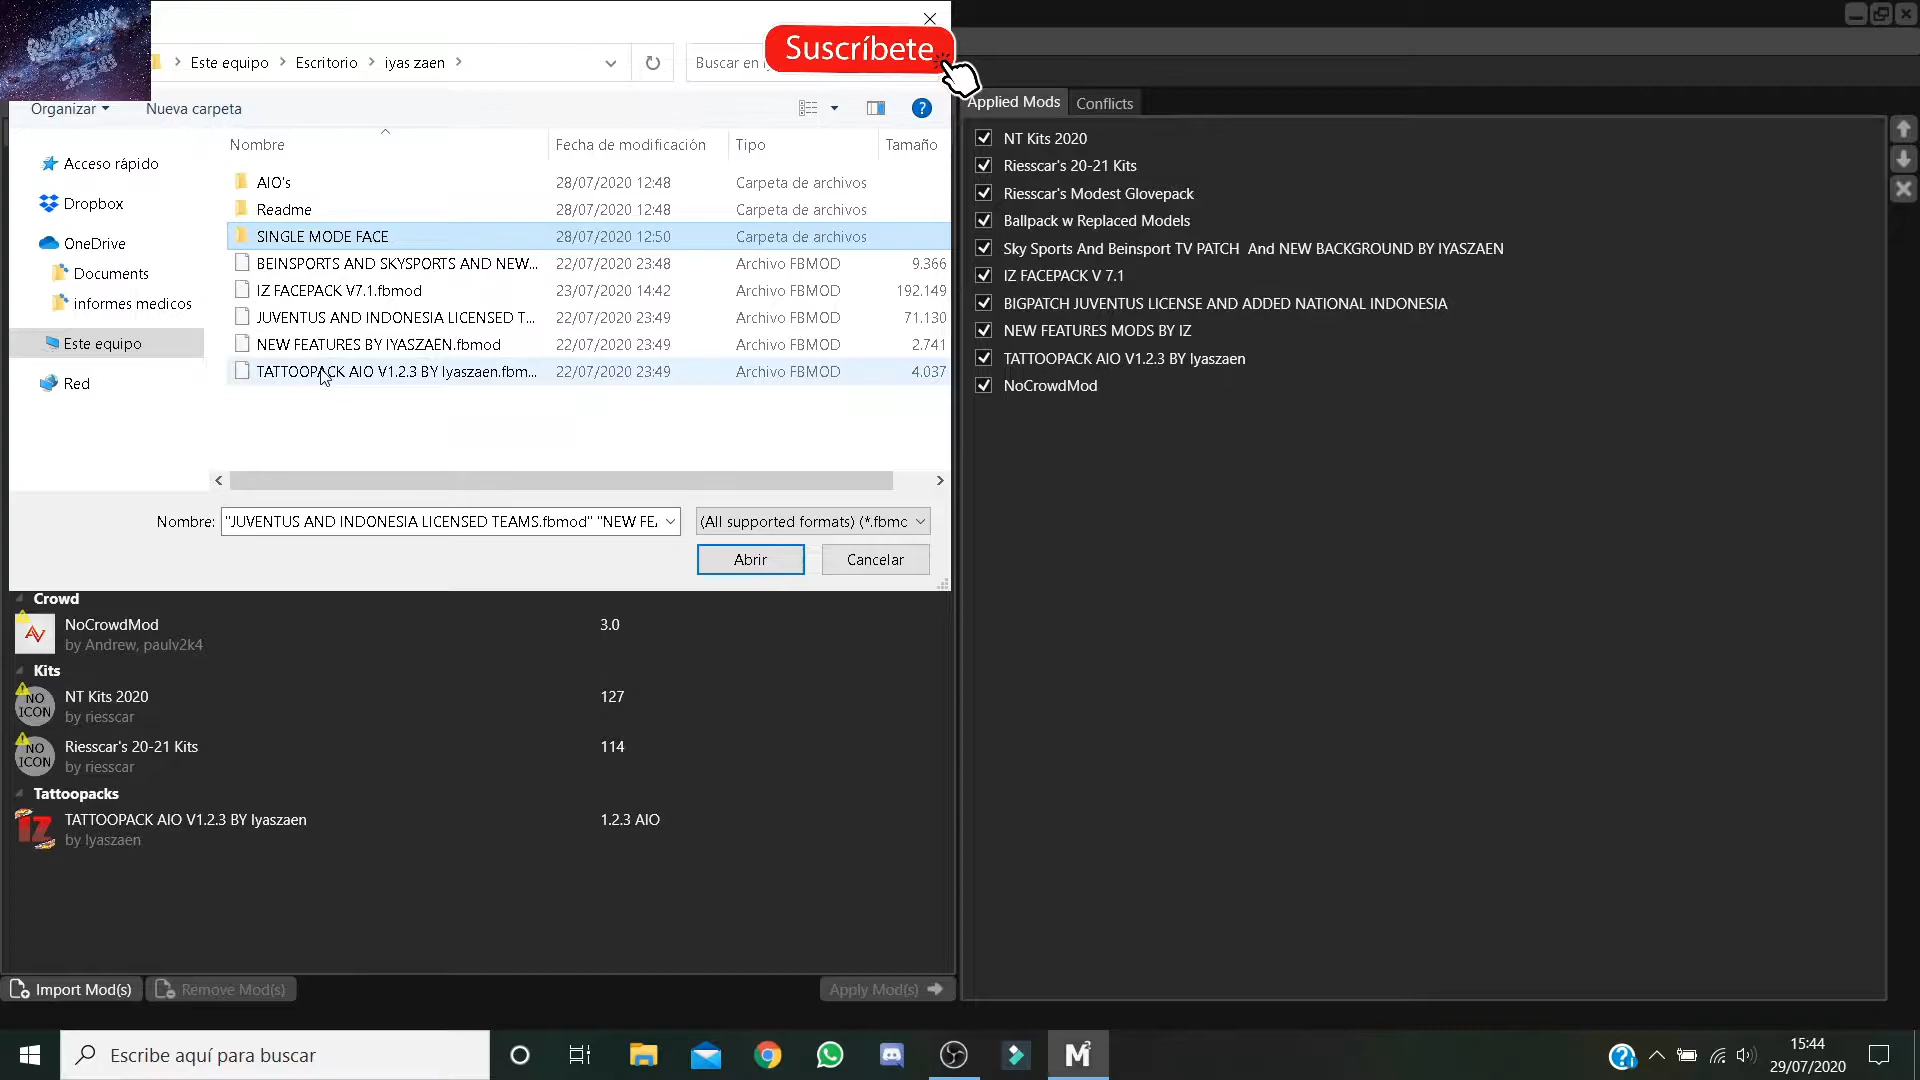 Suscríbete
Este equipo
Escritorio
iyas zaen
Buscar en
Organizar
Nueva carpeta
Nombre
Fecha de modificación
Tipo
Tamaño
Acceso rápido
Dropbox
OneDrive
Documents
informes medicos
Este equipo
Red
AIO's 28/07/2020 12:48 Carpeta de archivos
Readme 28/07/2020 12:48 Carpeta de archivos
SINGLE MODE FACE 28/07/2020 12:50 Carpeta de archivos
BEINSPORTS AND SKYSPORTS AND NEW... 22/07/2020 23:48 Archivo FBMOD 9.366
IZ FACEPACK V7.1.fbmod 23/07/2020 14:42 Archivo FBMOD 192.149
JUVENTUS AND INDONESIA LICENSED T... 22/07/2020 23:49 Archivo FBMOD 71.130
NEW FEATURES BY IYASZAEN.fbmod 22/07/2020 23:49 Archivo FBMOD 2.741
TATTOOPACK AIO V1.2.3 BY Iyaszaen.fbm... 22/07/2020 23:49 Archivo FBMOD 4.037
Nombre: "JUVENTUS AND INDONESIA LICENSED TEAMS.fbmod" "NEW FEA
(All supported formats) (*.fbmc
Abrir
Cancelar
Applied Mods
Conflicts
NT Kits 2020
Riesscar's 20-21 Kits
Riesscar's Modest Glovepack
Ballpack w Replaced Models
Sky Sports And Beinsport TV PATCH And NEW BACKGROUND BY IYASZAEN
IZ FACEPACK V 7.1
BIGPATCH JUVENTUS LICENSE AND ADDED NATIONAL INDONESIA
NEW FEATURES MODS BY IZ
TATTOOPACK AIO V1.2.3 BY Iyaszaen
NoCrowdMod
Crowd
NoCrowdMod 3.0
by Andrew, paulv2k4
Kits
NO ICON
NT Kits 2020 127
by riesscar
NO ICON
Riesscar's 20-21 Kits 114
by riesscar
Tattoopacks
IZ
TATTOOPACK AIO V1.2.3 BY Iyaszaen 1.2.3 AIO
by Iyaszaen
Import Mod(s)
Remove Mod(s)
Apply Mod(s)
Escribe aquí para buscar
15:44
29/07/2020